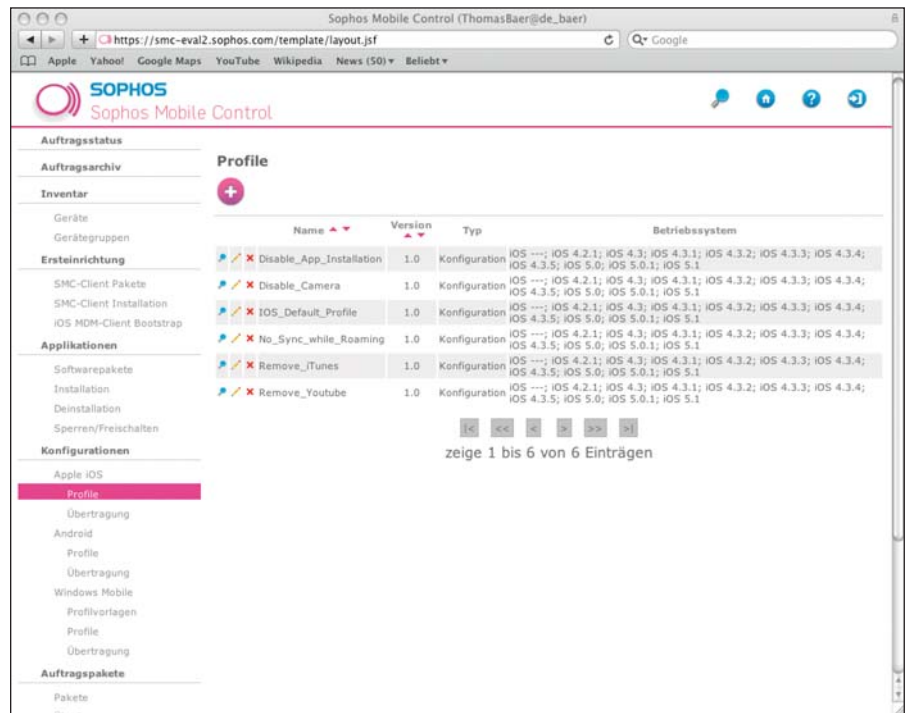 Sophos Mobile Control (ThomasBaer@de_baer)
https://smc-eval2.sophos.com/template/layout.jsf
Google
Apple Yahoo! Google Maps YouTube Wikipedia News (50) Beliebt
SOPHOS
Sophos Mobile Control
Auftragsstatus
Auftragsarchiv
Inventar
Geräte
Gerätegruppen
Ersteinrichtung
SMC-Client Pakete
SMC-Client Installation
iOS MDM-Client Bootstrap
Applikationen
Softwarepakete
Installation
Deinstallation
Sperren/Freischalten
Konfigurationen
Apple iOS
Profile
Übertragung
Android
Profile
Übertragung
Windows Mobile
Profilvorlagen
Profile
Übertragung
Auftragspakete
Pakete
Profile
Name Version Typ Betriebssystem
Disable_App_Installation 1.0 Konfiguration iOS ---; iOS 4.2.1; iOS 4.3; iOS 4.3.1; iOS 4.3.2; iOS 4.3.3; iOS 4.3.4;
iOS 4.3.5; iOS 5.0; iOS 5.0.1; iOS 5.1
Disable_Camera 1.0 Konfiguration iOS ---; iOS 4.2.1; iOS 4.3; iOS 4.3.1; iOS 4.3.2; iOS 4.3.3; iOS 4.3.4;
iOS 4.3.5; iOS 5.0; iOS 5.0.1; iOS 5.1
IOS_Default_Profile 1.0 Konfiguration iOS ---; iOS 4.2.1; iOS 4.3; iOS 4.3.1; iOS 4.3.2; iOS 4.3.3; iOS 4.3.4;
iOS 4.3.5; iOS 5.0; iOS 5.0.1; iOS 5.1
No_Sync_while_Roaming 1.0 Konfiguration iOS ---; iOS 4.2.1; iOS 4.3; iOS 4.3.1; iOS 4.3.2; iOS 4.3.3; iOS 4.3.4;
iOS 4.3.5; iOS 5.0; iOS 5.0.1; iOS 5.1
Remove_iTunes 1.0 Konfiguration iOS ---; iOS 4.2.1; iOS 4.3; iOS 4.3.1; iOS 4.3.2; iOS 4.3.3; iOS 4.3.4;
iOS 4.3.5; iOS 5.0; iOS 5.0.1; iOS 5.1
Remove_Youtube 1.0 Konfiguration iOS ---; iOS 4.2.1; iOS 4.3; iOS 4.3.1; iOS 4.3.2; iOS 4.3.3; iOS 4.3.4;
iOS 4.3.5; iOS 5.0; iOS 5.0.1; iOS 5.1
|< << < > >> >|
zeige 1 bis 6 von 6 Einträgen